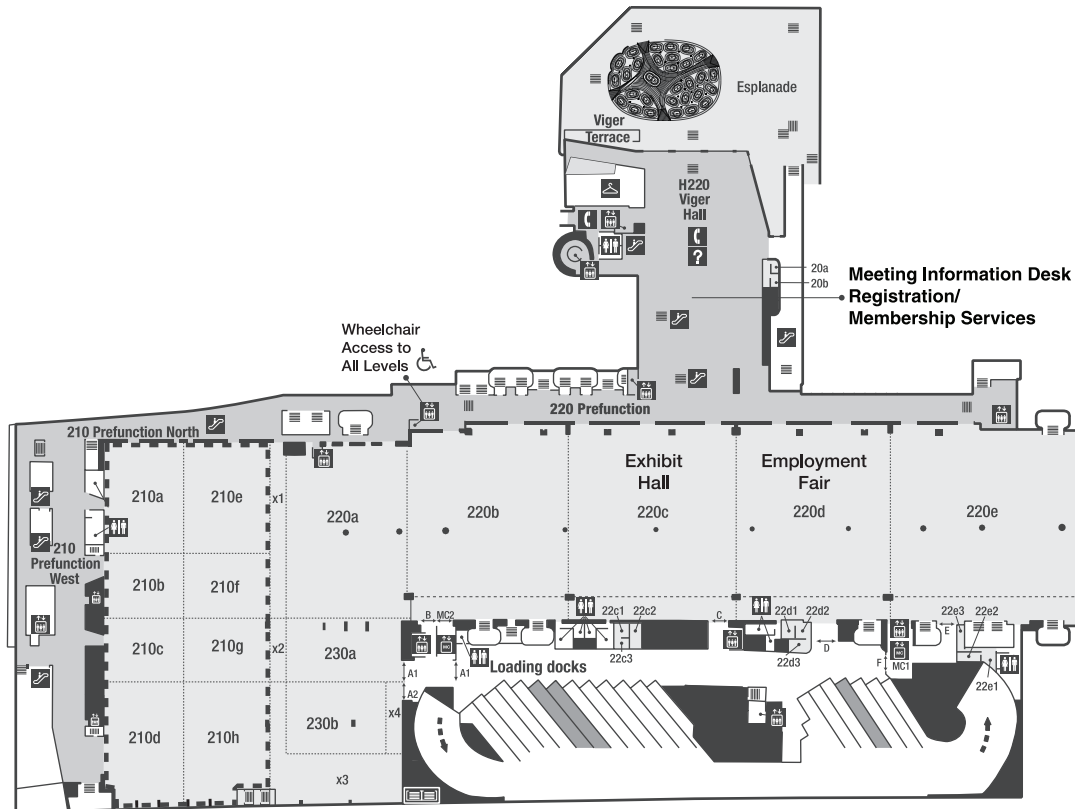 Esplanade
Viger
Terrace
H220
Viger
Hall
?
20a
20b
Meeting Information Desk
Registration/
Membership Services
Wheelchair
Access to
All Levels
220 Prefunction
210 Prefunction North
Exhibit
Hall
Employment
Fair
210a
210e
x1
220a
220b
220c
220d
220e
210
Prefunction
West
210b
210f
B
MC2
22c1
22c2
C
22d1
22d2
22e3
22e2
E
210c
210g
x2
230a
22c3
22d3
D
MC
MC
Loading docks
A1
A1
F
MC1
22e1
A2
210d
210h
230b
x4
x3